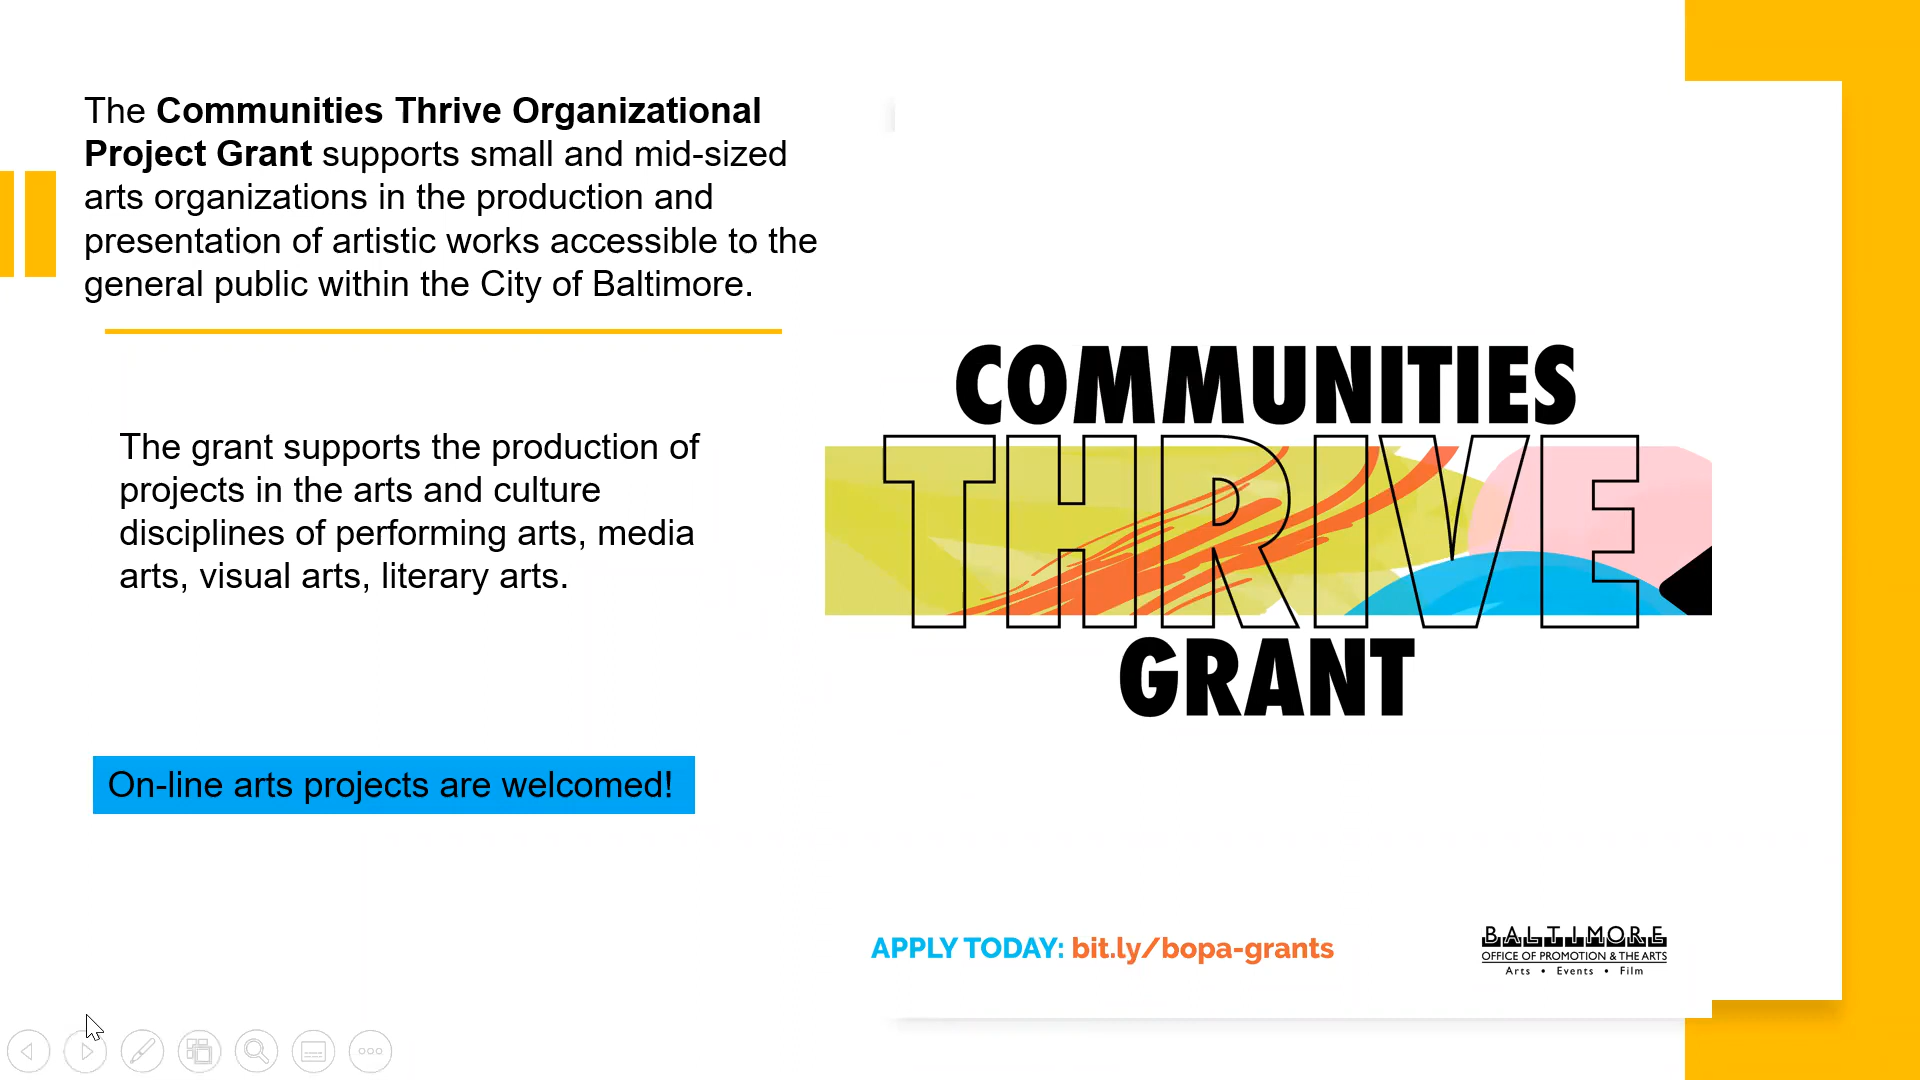 The Communities Thrive Organizational
Project Grant supports small and mid-sized
arts organizations in the production and
presentation of artistic works accessible to the
general public within the City of Baltimore.
The grant supports the production of
projects in the arts and culture
disciplines of performing arts, media
arts, visual arts, literary arts.
On-line arts projects are welcomed!
COMMUNITIES
THRIVE
GRANT
APPLY TODAY: bit.ly/bopa-grants
BALTIMORE
OFFICE OF PROMOTION & THE ARTS
Arts • Events • Film